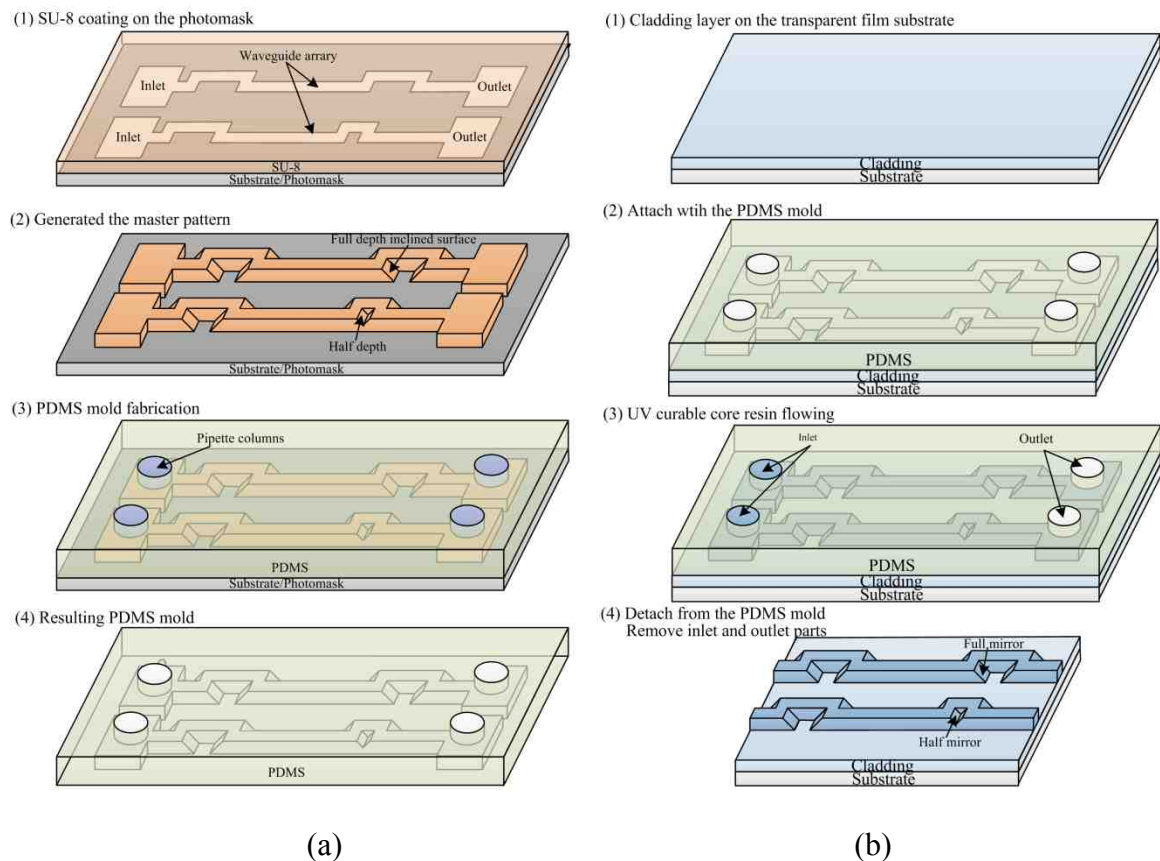 (1) SU-8 coating on the photomask
Waveguide arrary
Inlet
Outlet
Inlet
Outlet
SU-8
Substrate/Photomask
(2) Generated the master pattern
Full depth inclined surface
Half depth
Substrate/Photomask
(3) PDMS mold fabrication
Pipette columns
PDMS
Substrate/Photomask
(4) Resulting PDMS mold
PDMS
(a)
(1) Cladding layer on the transparent film substrate
Cladding
Substrate
(2) Attach wtih the PDMS mold
PDMS
Cladding
Substrate
(3) UV curable core resin flowing
Inlet
Outlet
PDMS
Cladding
Substrate
(4) Detach from the PDMS mold
Remove inlet and outlet parts
Full mirror
Half mirror
Cladding
Substrate
(b)